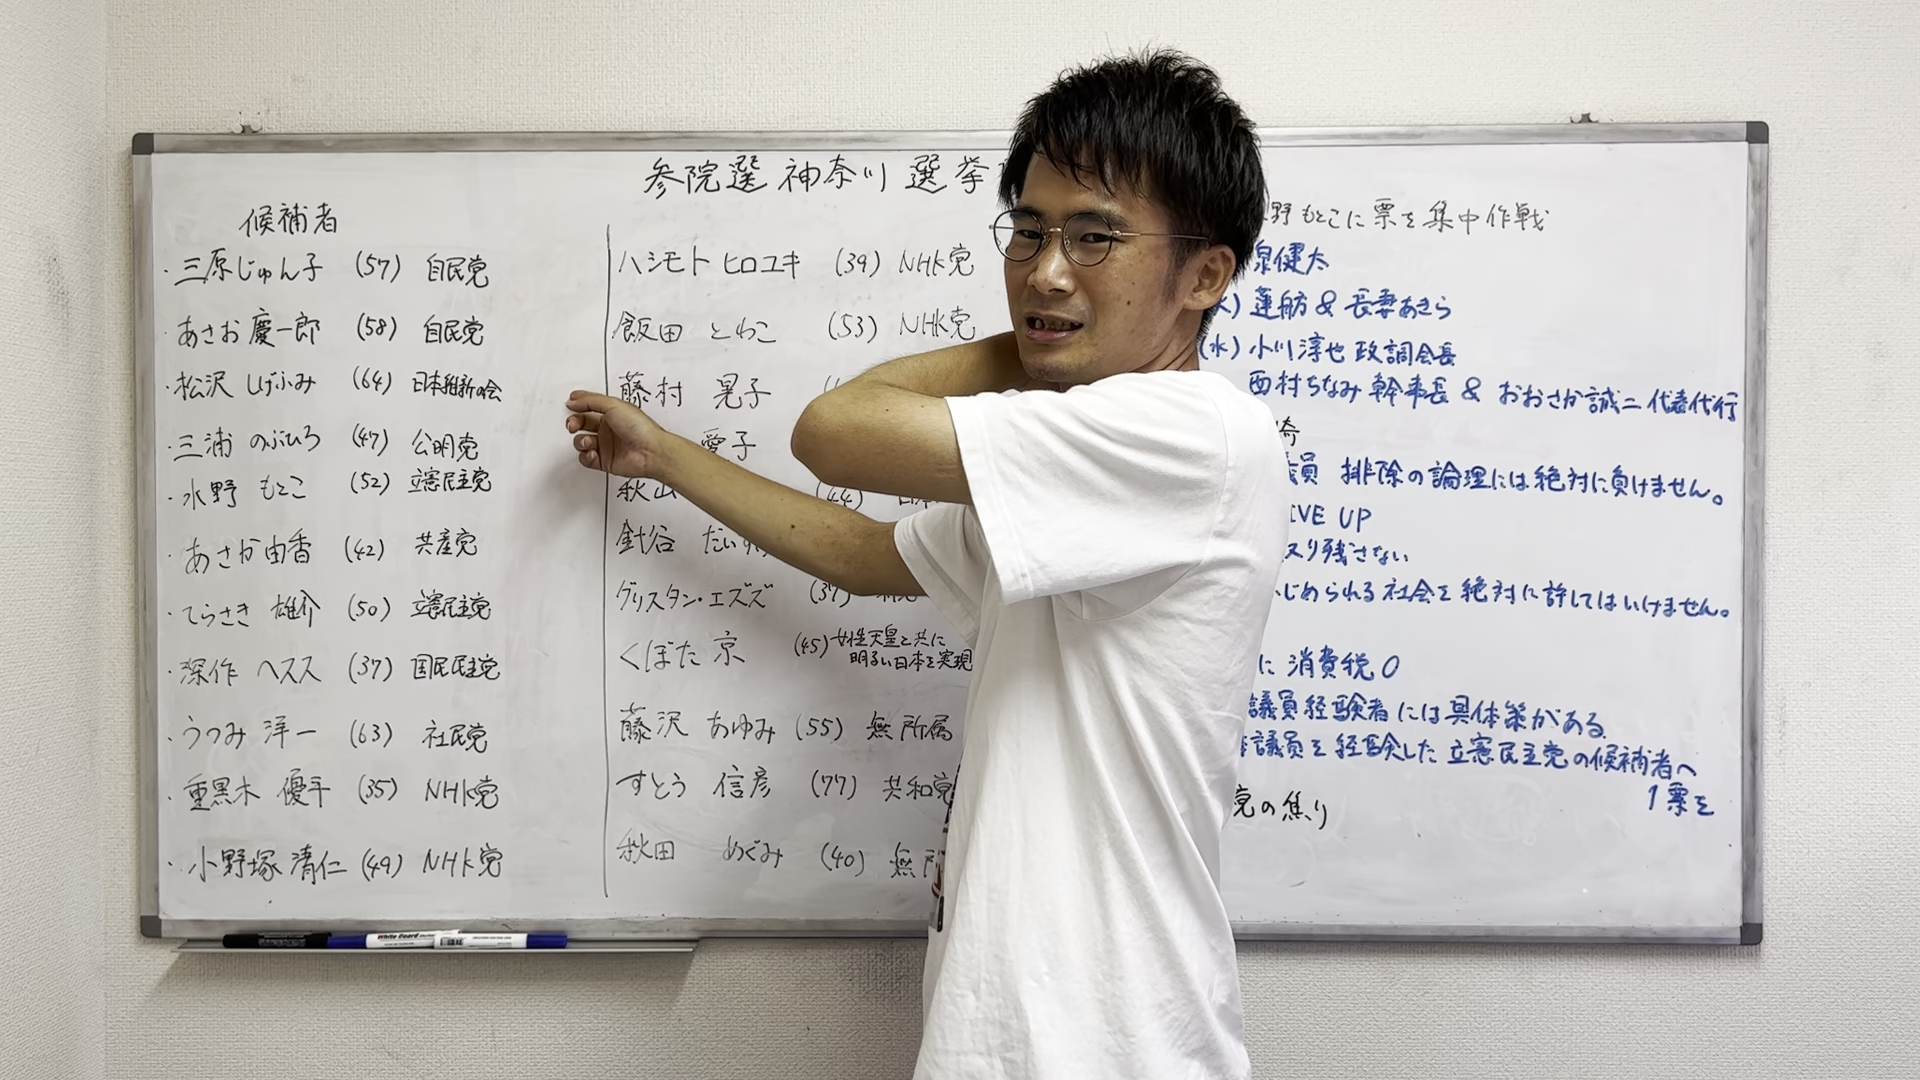 参院選 神奈川 選挙
候補者
・三原じゅん子 (57) 自民党
・あさお 慶一郎 (58) 自民党
・松沢 しげふみ (64) 日本維新の会
・三浦 のぶひろ (47) 公明党
・水野 もとこ (52) 立憲民主党
・あさか由香 (42) 共産党
・てらさき 雄介 (50) 立憲民主党
・深作 ヘスス (37) 国民民主党
・うつみ 洋一 (63) 社民党
・重黒木 優平 (35) NHK党
・小野塚 清仁 (49) NHK党
ハシモト ヒロユキ (39) NHK党
飯田 とわこ (53) NHK党
藤村 晃子
愛子
秋山 (44) 日本
針谷 だいすけ
グリスタン・エズズ (37)
くぼた 京 (45) 女性天皇と共に
明るい日本を実現
藤沢 あゆみ (55) 無所属
すとう 信彦 (77) 共和党
秋田 めぐみ (40) 無所
野もとこに票を集中作戦
泉健太
(火) 蓮舫 & 長妻あきら
(水) 小川淳也 政調会長
西村ちなみ 幹事長 & おおさか誠二 代表代行
崎
議員 排除の論理には絶対に負けません。
IVE UP
残さない
いじめられる社会を絶対に許してはいけません。
に 消費税0
議員経験者には具体策がある
議員を経験した立憲民主党の候補者へ
1票を
党の焦り
White Board